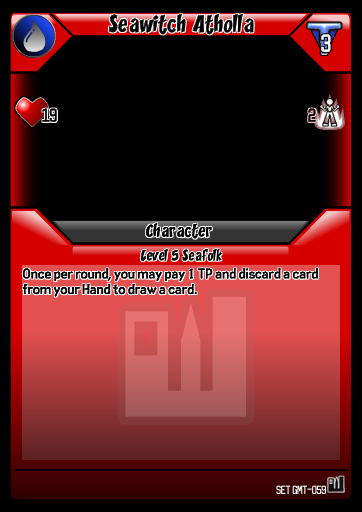 Seawitch Atholla
3
19
2
Character
Level 5 Seafolk
Once per round, you may pay 1 TP and discard a card
from your Hand to draw a card.
SET GMT-059